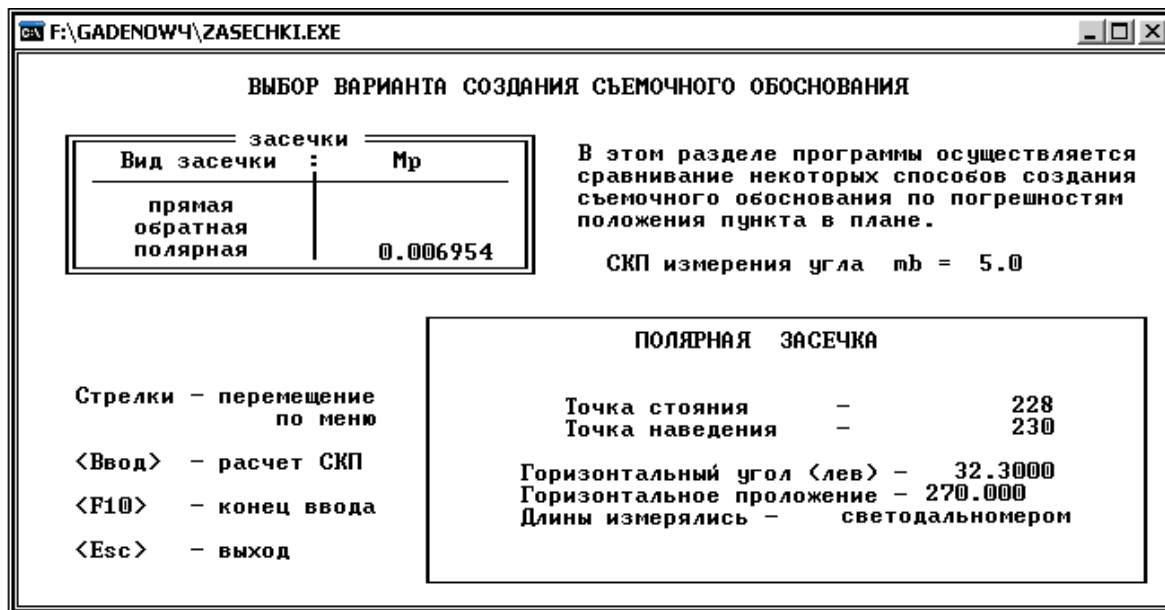 F:\GADENOWЧ\ZASECHKI.EXE
ВЫБОР ВАРИАНТА СОЗДАНИЯ СЪЕМОЧНОГО ОБОСНОВАНИЯ
засечки
Вид засечки : Мр
прямая
обратная
полярная 0.006954
В этом разделе программы осуществляется
сравнивание некоторых способов создания
съемочного обоснования по погрешностям
положения пункта в плане.
СКП измерения угла mb = 5.0
ПОЛЯРНАЯ ЗАСЕЧКА
Точка стояния – 228
Точка наведения – 230
Горизонтальный угол <лев> – 32.3000
Горизонтальное проложение – 270.000
Длины измерялись – светодальномером
Стрелки – перемещение
по меню
<Ввод> – расчет СКП
<F10> – конец ввода
<Esc> – выход